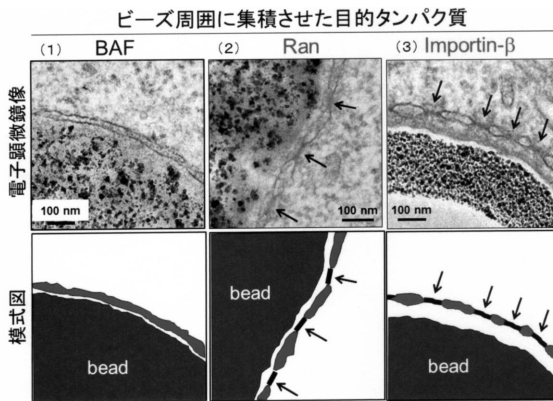 ビーズ周囲に集積させた目的タンパク質
(1) BAF
(2) Ran
(3) Importin-β
電子顕微鏡像
100 nm
100 nm
100 nm
模式図
bead
bead
bead